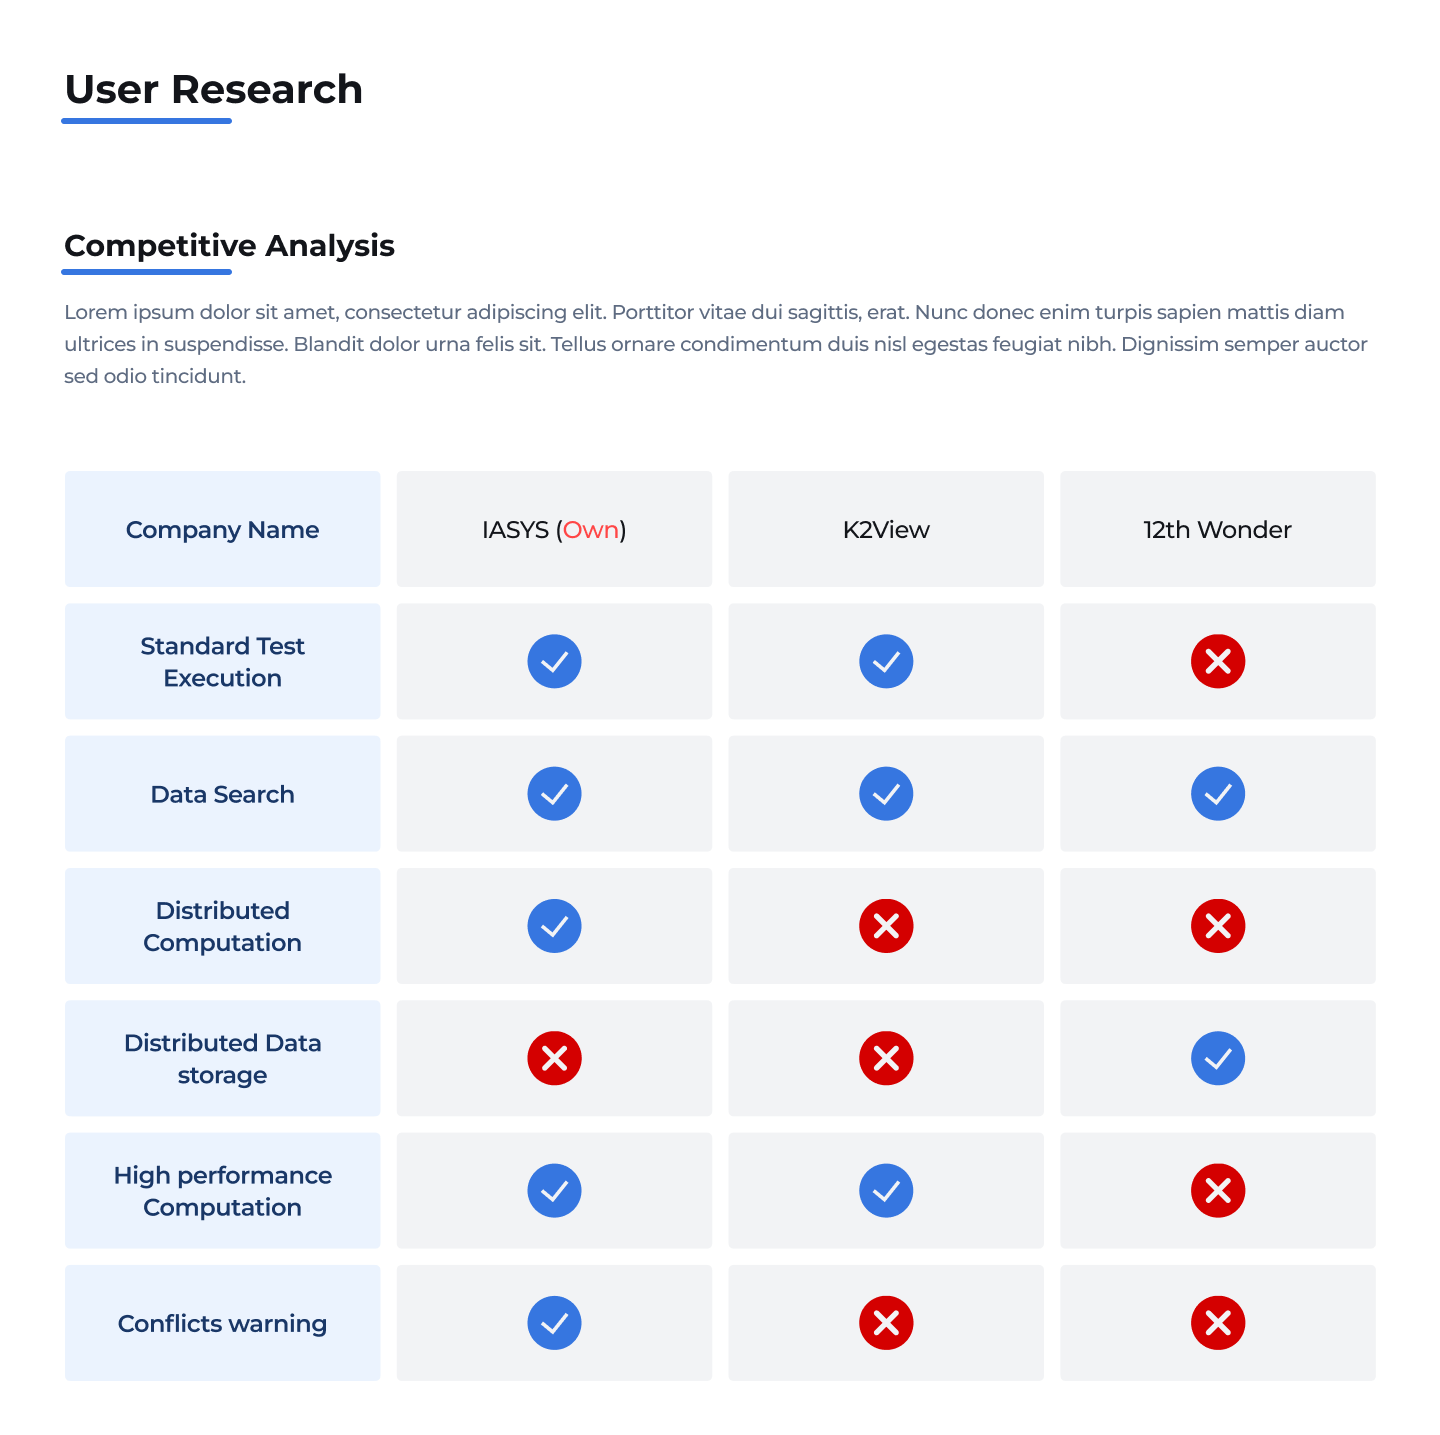 User Research
Competitive Analysis
Lorem ipsum dolor sit amet, consectetur adipiscing elit. Porttitor vitae dui sagittis, erat. Nunc donec enim turpis sapien mattis diam
ultrices in suspendisse. Blandit dolor urna felis sit. Tellus ornare condimentum duis nisl egestas feugiat nibh. Dignissim semper auctor
sed odio tincidunt.
Company Name
IASYS (Own)
K2View
12th Wonder
Standard Test
Execution
Data Search
Distributed
Computation
Distributed Data
storage
High performance
Computation
Conflicts warning